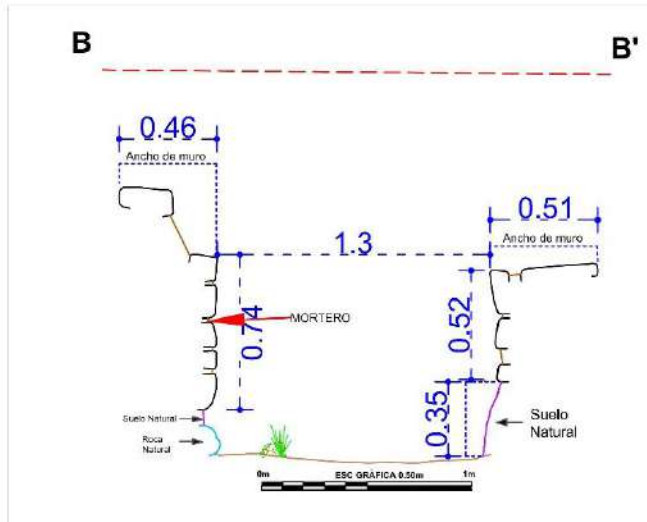 B
B'
0.46
Ancho de muro
0.51
Ancho de muro
1.3
0.74
MORTERO
0.52
0.35
Suelo Natural
Roca
Natural
Suelo
Natural
0m
ESC GRÀFICA 0.50m
1m